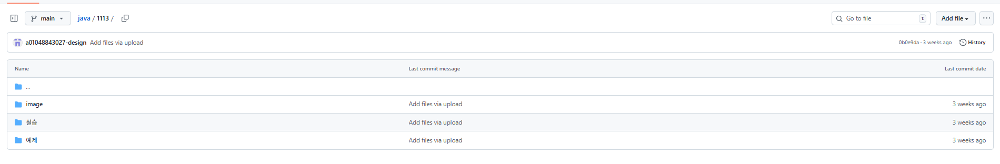 main java / 1113 / Go to file t Add file
a01048843027-design Add files via upload 0b0e9da · 3 weeks ago History
Name Last commit message Last commit date
..
image Add files via upload 3 weeks ago
실습 Add files via upload 3 weeks ago
예제 Add files via upload 3 weeks ago